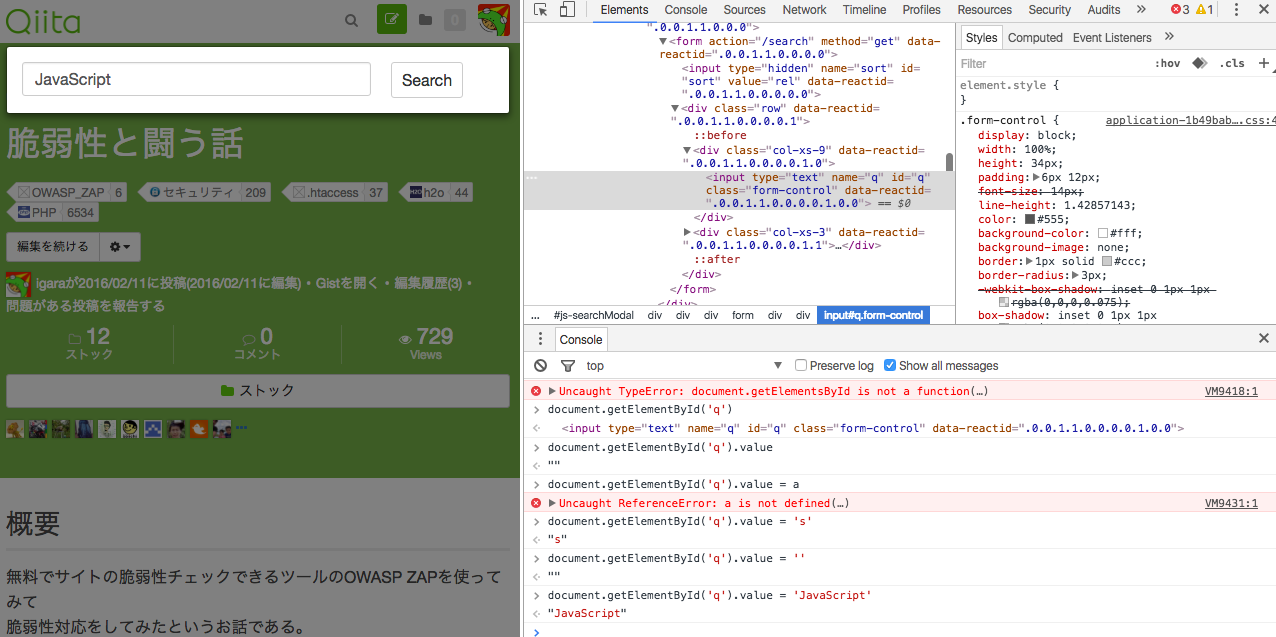 Qiita
0
JavaScript
Search
脆弱性と闘う話
OWASP_ZAP 6
セキュリティ 209
.htaccess 37
h2o 44
PHP 6534
編集を続ける
igaraが2016/02/11に投稿(2016/02/11に編集)・Gistを開く・編集履歴(3)・
問題がある投稿を報告する
12
ストック
0
コメント
729
Views
ストック
概要
無料でサイトの脆弱性チェックできるツールのOWASP ZAPを使って
みて
脆弱性対応をしてみたというお話である。
Elements Console Sources Network Timeline Profiles Resources Security Audits » 3 1
".0.0.1.1.0.0.0">
<form action="/search" method="get" data-
reactid=".0.0.1.1.0.0.0.0">
<input type="hidden" name="sort" id=
"sort" value="rel" data-reactid=
".0.0.1.1.0.0.0.0.0">
<div class="row" data-reactid=
".0.0.1.1.0.0.0.0.1">
::before
<div class="col-xs-9" data-reactid=
".0.0.1.1.0.0.0.0.1.0">
<input type="text" name="q" id="q"
class="form-control" data-reactid=
".0.0.1.1.0.0.0.0.1.0.0"> == $0
</div>
<div class="col-xs-3" data-reactid=
".0.0.1.1.0.0.0.0.1.1">…</div>
::after
</div>
</form>
</div>
... #js-searchModal div div div form div div input#q.form-control
Styles Computed Event Listeners »
Filter :hov .cls +
element.style {
}
.form-control { application-1b49bab….css:4
display: block;
width: 100%;
height: 34px;
padding: 6px 12px;
font-size: 14px;
line-height: 1.42857143;
color: #555;
background-color: #fff;
background-image: none;
border: 1px solid #ccc;
border-radius: 3px;
-webkit-box-shadow: inset 0 1px 1px
rgba(0,0,0,0.075);
box-shadow: inset 0 1px 1px
Console
top Preserve log Show all messages
Uncaught TypeError: document.getElementsById is not a function(…) VM9418:1
document.getElementById('q')
<input type="text" name="q" id="q" class="form-control" data-reactid=".0.0.1.1.0.0.0.0.1.0.0">
document.getElementById('q').value
""
document.getElementById('q').value = a
Uncaught ReferenceError: a is not defined(…) VM9431:1
document.getElementById('q').value = 's'
"s"
document.getElementById('q').value = ''
""
document.getElementById('q').value = 'JavaScript'
"JavaScript"